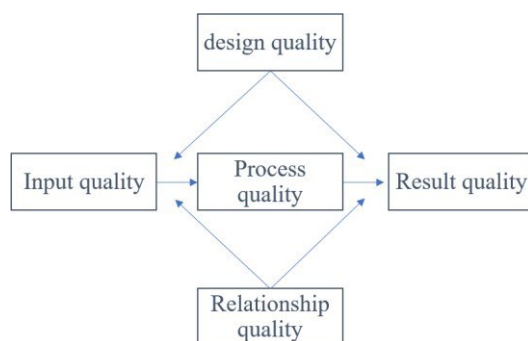 design quality
Input quality
Process
quality
Result quality
Relationship
quality